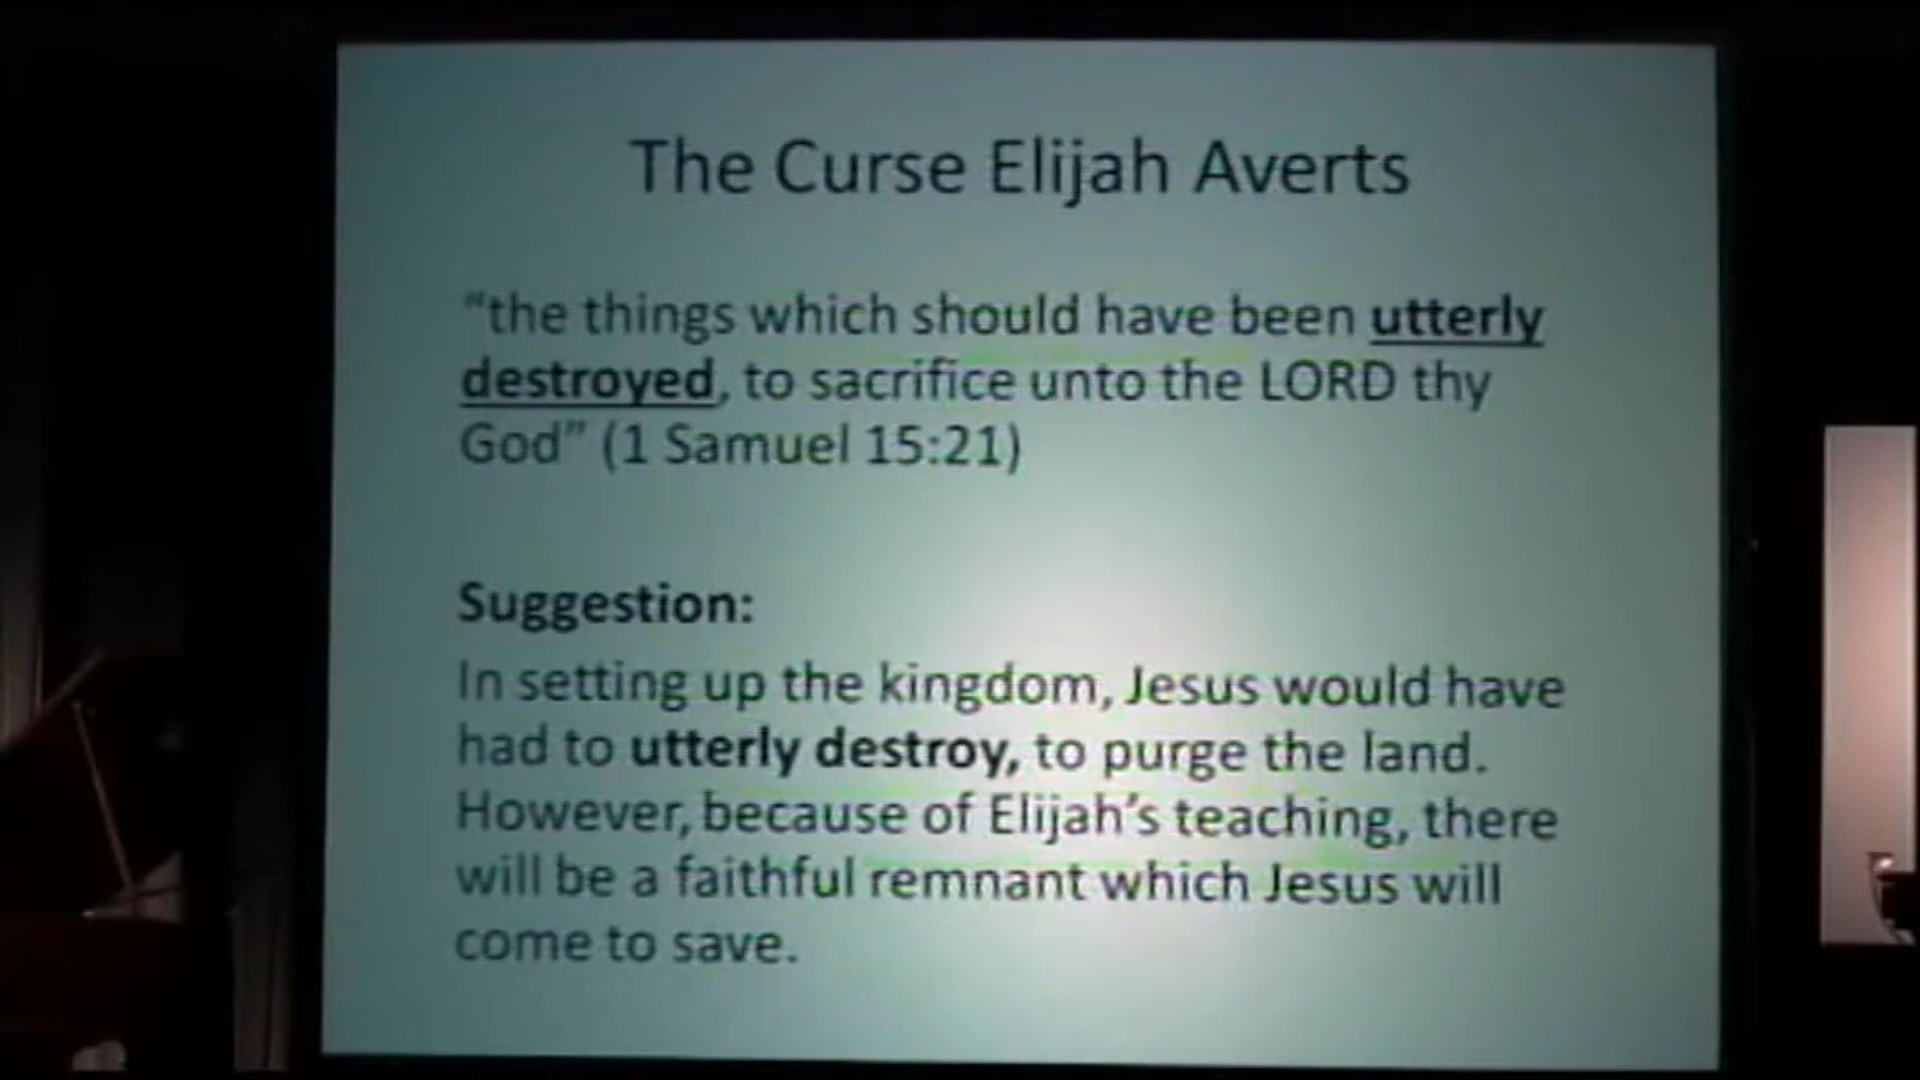 The Curse Elijah Averts
“the things which should have been utterly
destroyed, to sacrifice unto the LORD thy
God” (1 Samuel 15:21)
Suggestion:
In setting up the kingdom, Jesus would have
had to utterly destroy, to purge the land.
However, because of Elijah’s teaching, there
will be a faithful remnant which Jesus will
come to save.